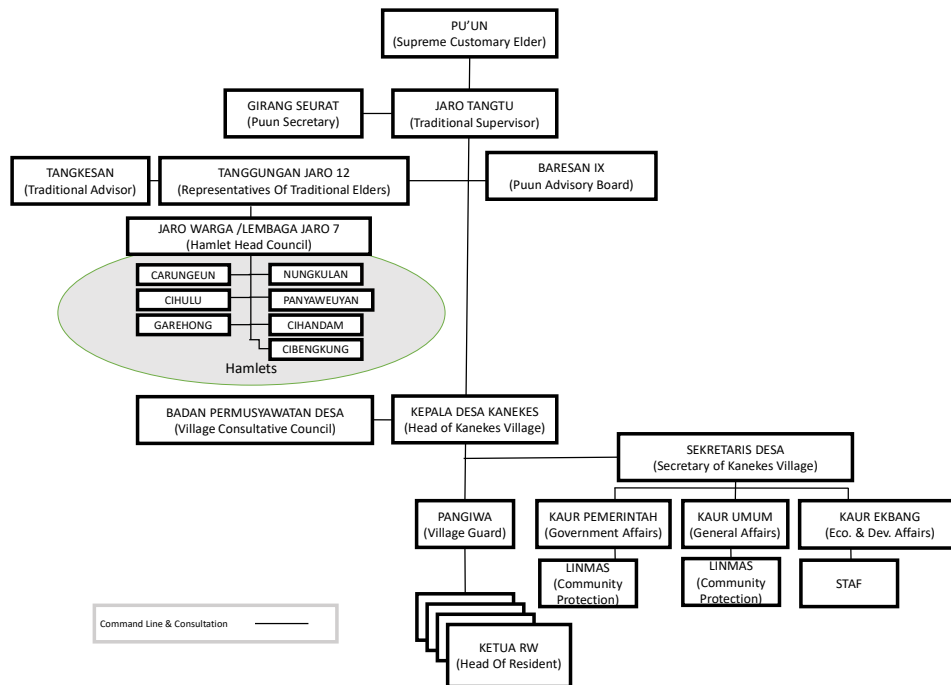 PU’UN
(Supreme Customary Elder)
GIRANG SEURAT
(Puun Secretary)
JARO TANGTU
(Traditional Supervisor)
TANGKESAN
(Traditional Advisor)
TANGGUNGAN JARO 12
(Representatives Of Traditional Elders)
BARESAN IX
(Puun Advisory Board)
JARO WARGA /LEMBAGA JARO 7
(Hamlet Head Council)
CARUNGEUN
NUNGKULAN
CIHULU
PANYAWEUYAN
GAREHONG
CIHANDAM
CIBENGKUNG
Hamlets
BADAN PERMUSYAWATAN DESA
(Village Consultative Council)
KEPALA DESA KANEKES
(Head of Kanekes Village)
SEKRETARIS DESA
(Secretary of Kanekes Village)
PANGIWA
(Village Guard)
KAUR PEMERINTAH
(Government Affairs)
KAUR UMUM
(General Affairs)
KAUR EKBANG
(Eco. & Dev. Affairs)
LINMAS
(Community
Protection)
LINMAS
(Community
Protection)
STAF
Command Line & Consultation
KETUA RW
(Head Of Resident)